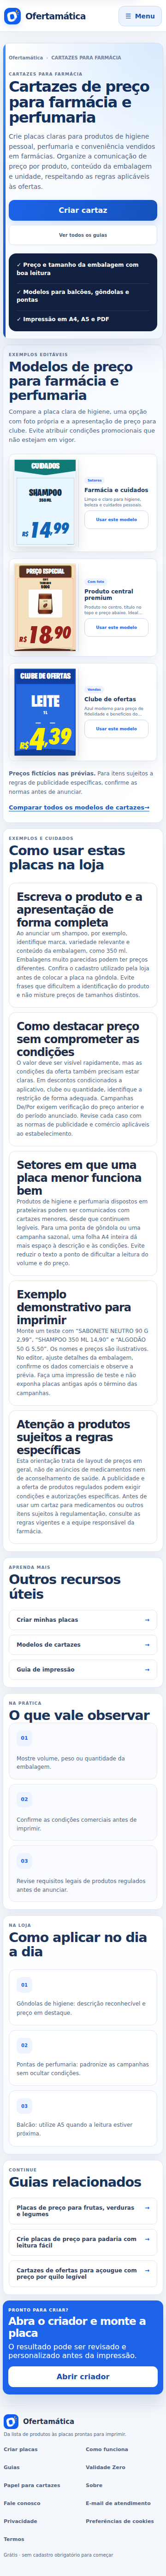 Ofertamática
☰ Menu
Ofertamática › CARTAZES PARA FARMÁCIA
CARTAZES PARA FARMÁCIA
Cartazes de preço
para farmácia e
perfumaria
Crie placas claras para produtos de higiene
pessoal, perfumaria e conveniência vendidos
em farmácias. Organize a comunicação de
preço por produto, conteúdo da embalagem
e unidade, respeitando as regras aplicáveis
às ofertas.
Criar cartaz
Ver todos os guias
✓ Preço e tamanho da embalagem com
boa leitura
✓ Modelos para balcões, gôndolas e
pontas
✓ Impressão em A4, A5 e PDF
EXEMPLOS EDITÁVEIS
Modelos de preço
para farmácia e
perfumaria
Compare a placa clara de higiene, uma opção
com foto própria e a apresentação de preço para
clube. Evite atribuir condições promocionais que
não estejam em vigor.
CUIDADOS
SHAMPOO
350 ML
R$ 14,99
Setores
Farmácia e cuidados
Limpo e claro para higiene,
beleza e cuidados pessoais.
Usar este modelo
PREÇO ESPECIAL
R$ 18,90
Com foto
Produto central
premium
Produto no centro, título no
topo e preço abaixo. Ideal...
Usar este modelo
CLUBE DE OFERTAS
LEITE
1L
R$ 4,39
Vendas
Clube de ofertas
Azul moderno para preço de
fidelidade e benefícios do...
Usar este modelo
Preços fictícios nas prévias. Para itens sujeitos a
regras de publicidade específicas, confirme as
normas antes de anunciar.
Comparar todos os modelos de cartazes→
EXEMPLOS E CUIDADOS
Como usar estas
placas na loja
Escreva o produto e a
apresentação de
forma completa
Ao anunciar um shampoo, por exemplo,
identifique marca, variedade relevante e
conteúdo da embalagem, como 350 ml.
Embalagens muito parecidas podem ter preços
diferentes. Confira o cadastro utilizado pela loja
antes de colocar a placa na gôndola. Evite
frases que dificultem a identificação do produto
e não misture preços de tamanhos distintos.
Como destacar preço
sem comprometer as
condições
O valor deve ser visível rapidamente, mas as
condições da oferta também precisam estar
claras. Em descontos condicionados a
aplicativo, clube ou quantidade, identifique a
restrição de forma adequada. Campanhas
De/Por exigem verificação do preço anterior e
do período anunciado. Revise cada caso com
as normas de publicidade e comércio aplicáveis
ao estabelecimento.
Setores em que uma
placa menor funciona
bem
Produtos de higiene e perfumaria dispostos em
prateleiras podem ser comunicados com
cartazes menores, desde que continuem
legíveis. Para uma ponta de gôndola ou uma
campanha sazonal, uma folha A4 inteira dá
mais espaço à descrição e às condições. Evite
reduzir o texto a ponto de dificultar a leitura do
volume e do preço.
Exemplo
demonstrativo para
imprimir
Monte um teste com “SABONETE NEUTRO 90 G
2,99”, “SHAMPOO 350 ML 14,90” e “ALGODÃO
50 G 5,50”. Os nomes e preços são ilustrativos.
No editor, ajuste detalhes da embalagem,
confirme os dados comerciais e observe a
prévia. Faça uma impressão de teste e não
exponha placas antigas após o término das
campanhas.
Atenção a produtos
sujeitos a regras
específicas
Esta orientação trata de layout de preços em
geral, não de anúncios de medicamentos nem
de aconselhamento de saúde. A publicidade e
a oferta de produtos regulados podem exigir
condições e autorizações específicas. Antes de
usar um cartaz para medicamentos ou outros
itens sujeitos à regulamentação, consulte as
regras vigentes e a equipe responsável da
farmácia.
APRENDA MAIS
Outros recursos
úteis
Criar minhas placas →
Modelos de cartazes →
Guia de impressão →
NA PRÁTICA
O que vale observar
01
Mostre volume, peso ou quantidade da
embalagem.
02
Confirme as condições comerciais antes de
imprimir.
03
Revise requisitos legais de produtos regulados
antes de anunciar.
NA LOJA
Como aplicar no dia
a dia
01
Gôndolas de higiene: descrição reconhecível e
preço em destaque.
02
Pontas de perfumaria: padronize as campanhas
sem ocultar condições.
03
Balcão: utilize A5 quando a leitura estiver
próxima.
CONTINUE
Guias relacionados
Placas de preço para frutas, verduras
e legumes →
Crie placas de preço para padaria com
leitura fácil →
Cartazes de ofertas para açougue com
preço por quilo legível →
PRONTO PARA CRIAR?
Abra o criador e monte a
placa
O resultado pode ser revisado e
personalizado antes da impressão.
Abrir criador
Ofertamática
Da lista de produtos às placas prontas para imprimir.
Criar placas
Como funciona
Guias
Validade Zero
Papel para cartazes
Sobre
Fale conosco
E-mail de atendimento
Privacidade
Preferências de cookies
Termos
Grátis · sem cadastro obrigatório para começar